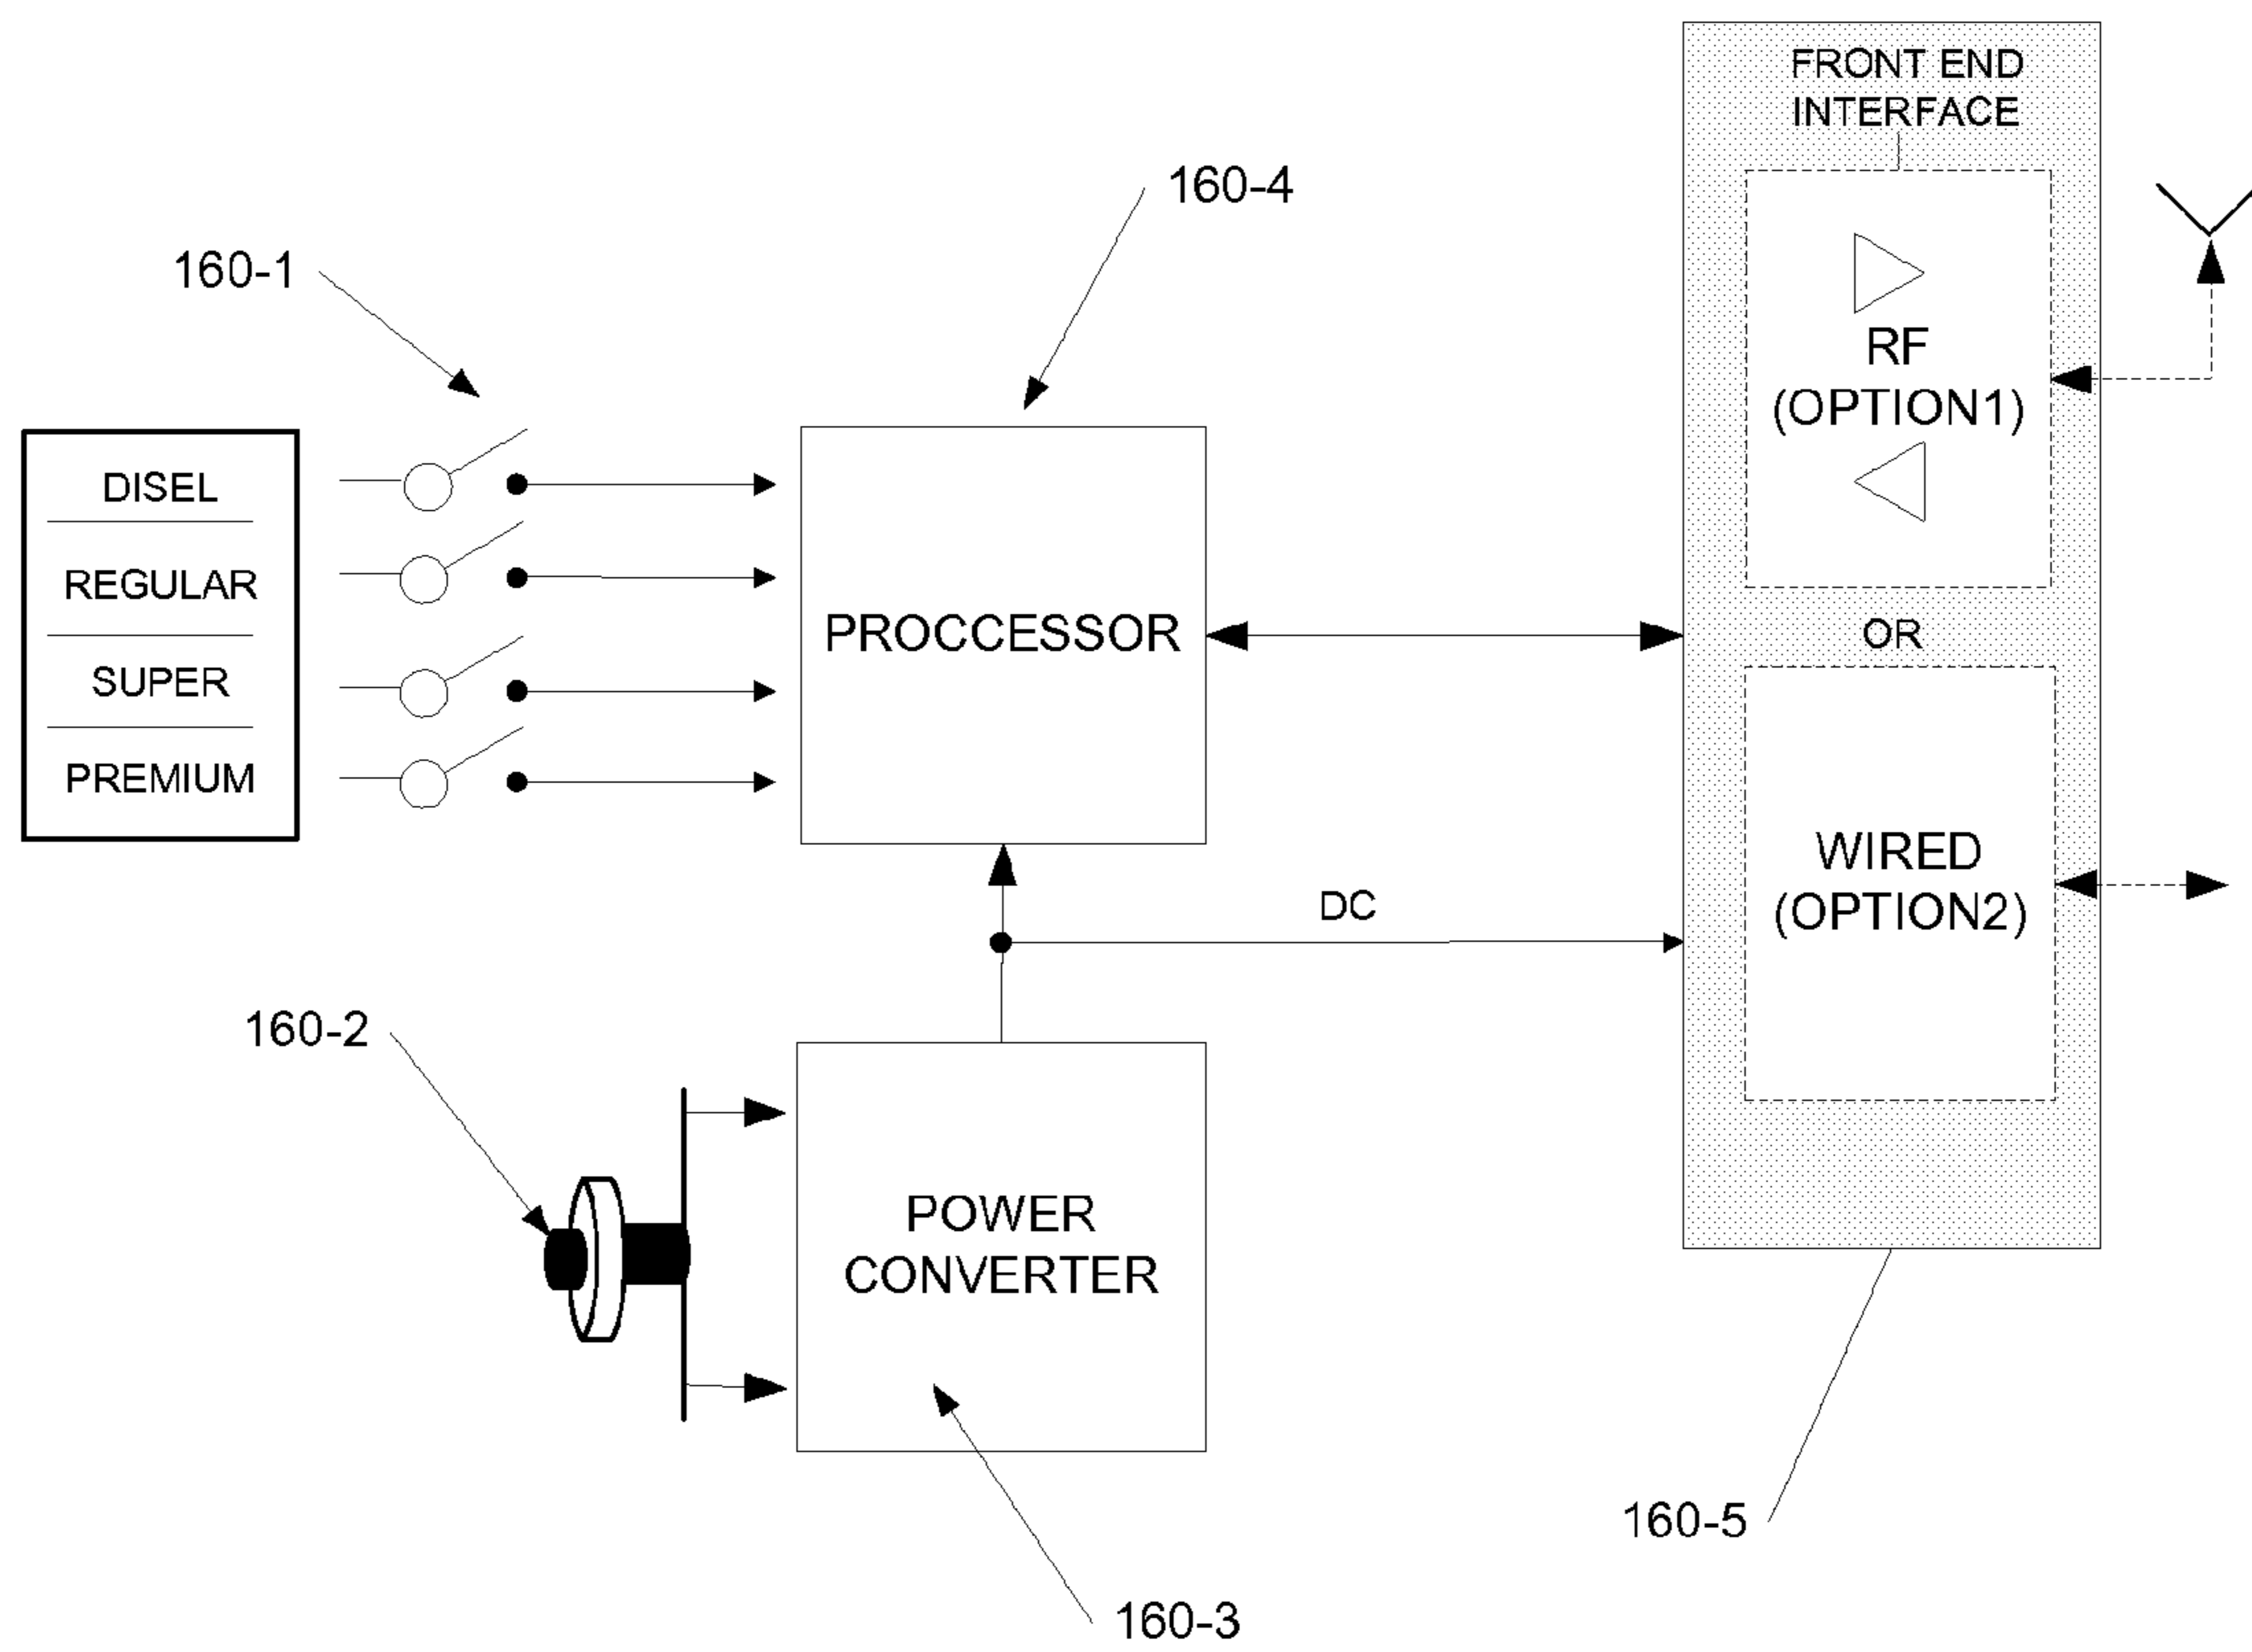 FRONT END
INTERFACE
160-4
160-1
RF
(OPTION1)
DISEL
REGULAR
SUPER
PREMIUM
PROCCESSOR
OR
WIRED
(OPTION2)
DC
160-2
POWER
CONVERTER
160-5
160-3